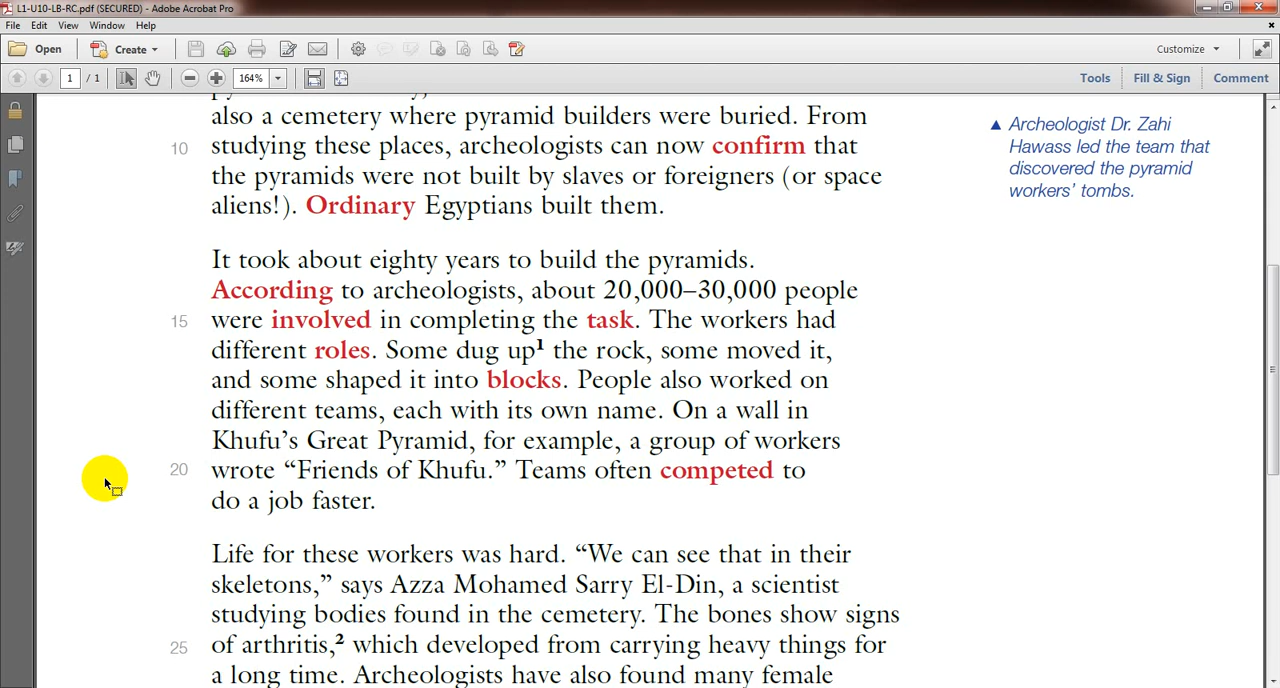 L1-U10-LB-RC.pdf (SECURED) - Adobe Acrobat Pro
File Edit View Window Help
Open Create Customize
1 / 1 164% Tools Fill & Sign Comment
also a cemetery where pyramid builders were buried. From
10 studying these places, archeologists can now confirm that
the pyramids were not built by slaves or foreigners (or space
aliens!). Ordinary Egyptians built them.
▲ Archeologist Dr. Zahi
Hawass led the team that
discovered the pyramid
workers’ tombs.
It took about eighty years to build the pyramids.
According to archeologists, about 20,000–30,000 people
15 were involved in completing the task. The workers had
different roles. Some dug up¹ the rock, some moved it,
and some shaped it into blocks. People also worked on
different teams, each with its own name. On a wall in
Khufu’s Great Pyramid, for example, a group of workers
20 wrote “Friends of Khufu.” Teams often competed to
do a job faster.
Life for these workers was hard. “We can see that in their
skeletons,” says Azza Mohamed Sarry El-Din, a scientist
studying bodies found in the cemetery. The bones show signs
25 of arthritis,² which developed from carrying heavy things for
a long time. Archeologists have also found many female